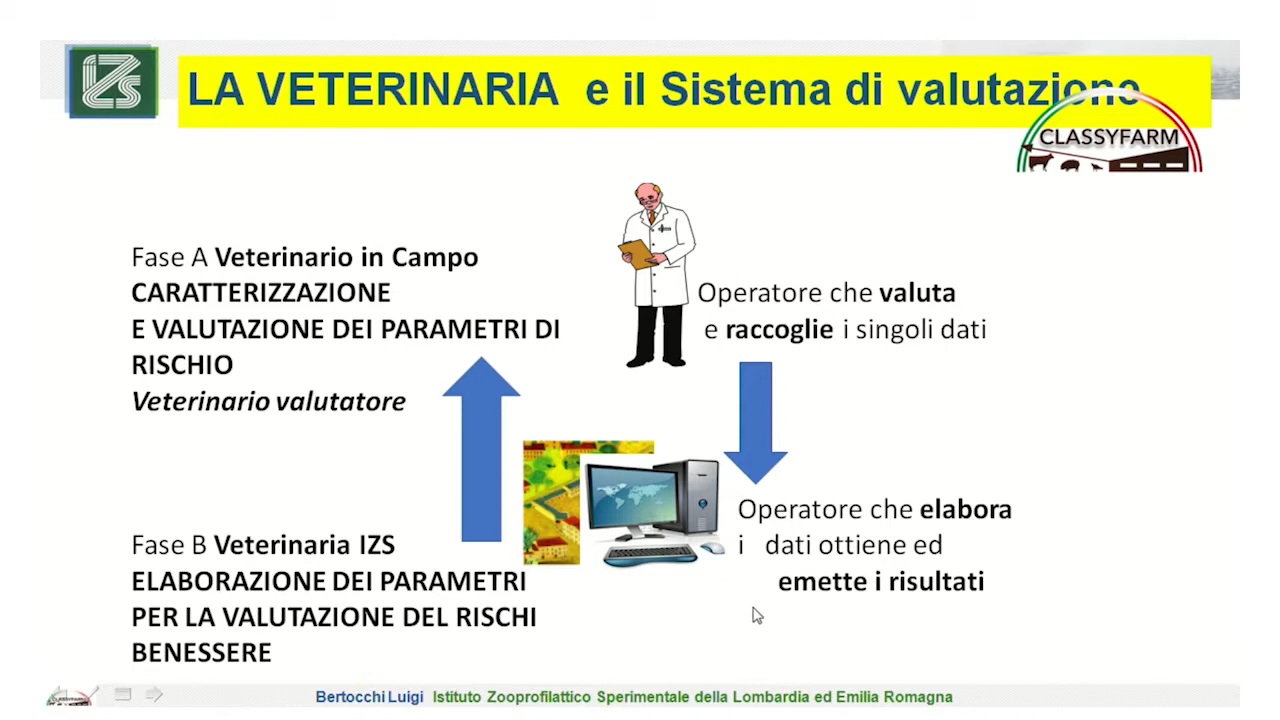 LA VETERINARIA e il Sistema di valutazione
CLASSYFARM
Fase A Veterinario in Campo
CARATTERIZZAZIONE
E VALUTAZIONE DEI PARAMETRI DI
RISCHIO
Veterinario valutatore
Operatore che valuta
e raccoglie i singoli dati
Fase B Veterinaria IZS
ELABORAZIONE DEI PARAMETRI
PER LA VALUTAZIONE DEL RISCHI
BENESSERE
Operatore che elabora
i dati ottiene ed
emette i risultati
CLASSYFARM
Bertocchi Luigi Istituto Zooprofilattico Sperimentale della Lombardia ed Emilia Romagna